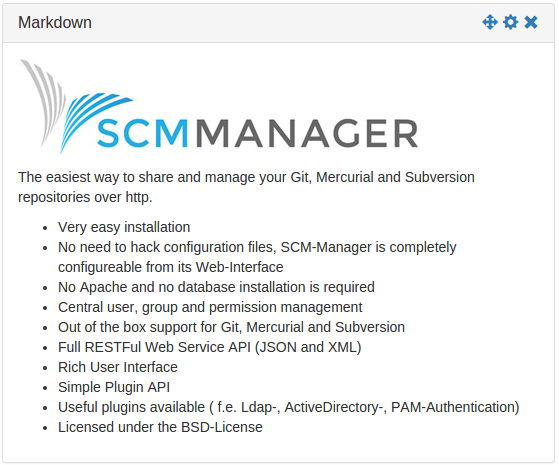 Markdown
SCMMANAGER
The easiest way to share and manage your Git, Mercurial and Subversion
repositories over http.
• Very easy installation
• No need to hack configuration files, SCM-Manager is completely
configureable from its Web-Interface
• No Apache and no database installation is required
• Central user, group and permission management
• Out of the box support for Git, Mercurial and Subversion
• Full RESTFul Web Service API (JSON and XML)
• Rich User Interface
• Simple Plugin API
• Useful plugins available ( f.e. Ldap-, ActiveDirectory-, PAM-Authentication)
• Licensed under the BSD-License